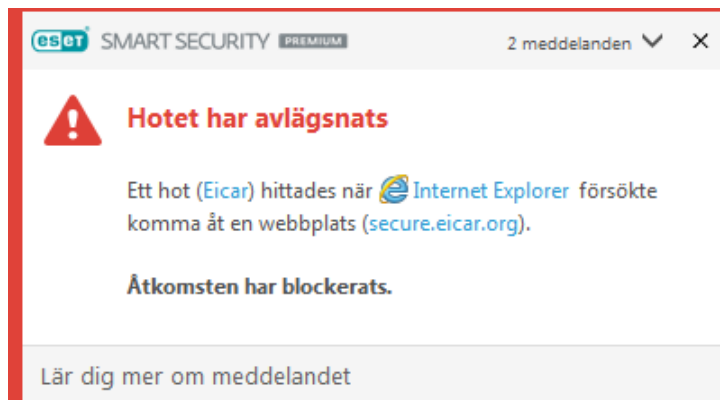 eset SMART SECURITY PREMIUM 2 meddelanden
Hotet har avlägsnats
Ett hot (Eicar) hittades när Internet Explorer försökte
komma åt en webbplats (secure.eicar.org).
Åtkomsten har blockerats.
Lär dig mer om meddelandet